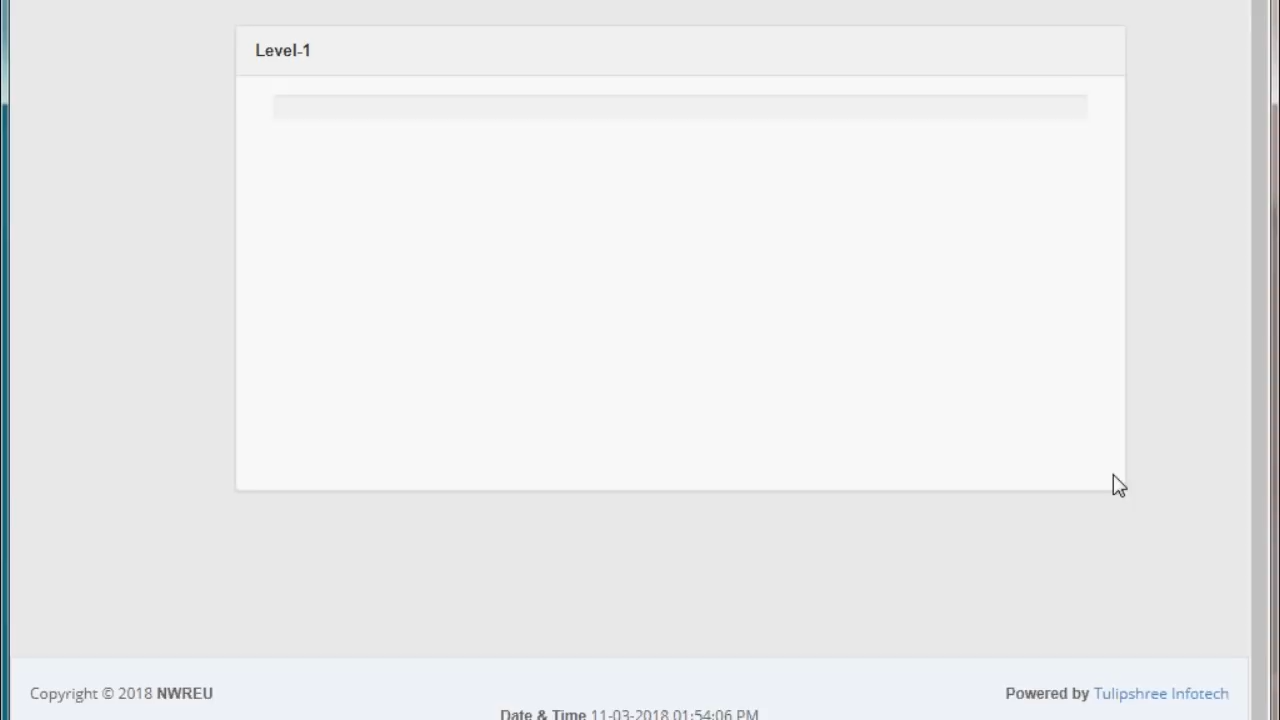 Level-1
Copyright © 2018 NWREU
Powered by Tulipshree Infotech
Date & Time 11-03-2018 01:54:06 PM